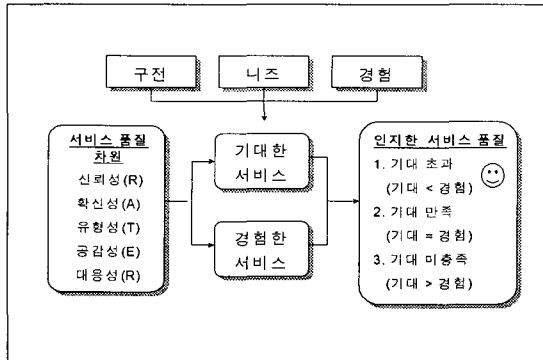 구전
니즈
경험
서비스 품질
차원
신뢰성(R)
확신성(A)
유형성(T)
공감성(E)
대응성(R)
기대한
서비스
경험한
서비스
인지한 서비스 품질
1. 기대 초과
(기대 < 경험)
2. 기대 만족
(기대 = 경험)
3. 기대 미충족
(기대 > 경험)